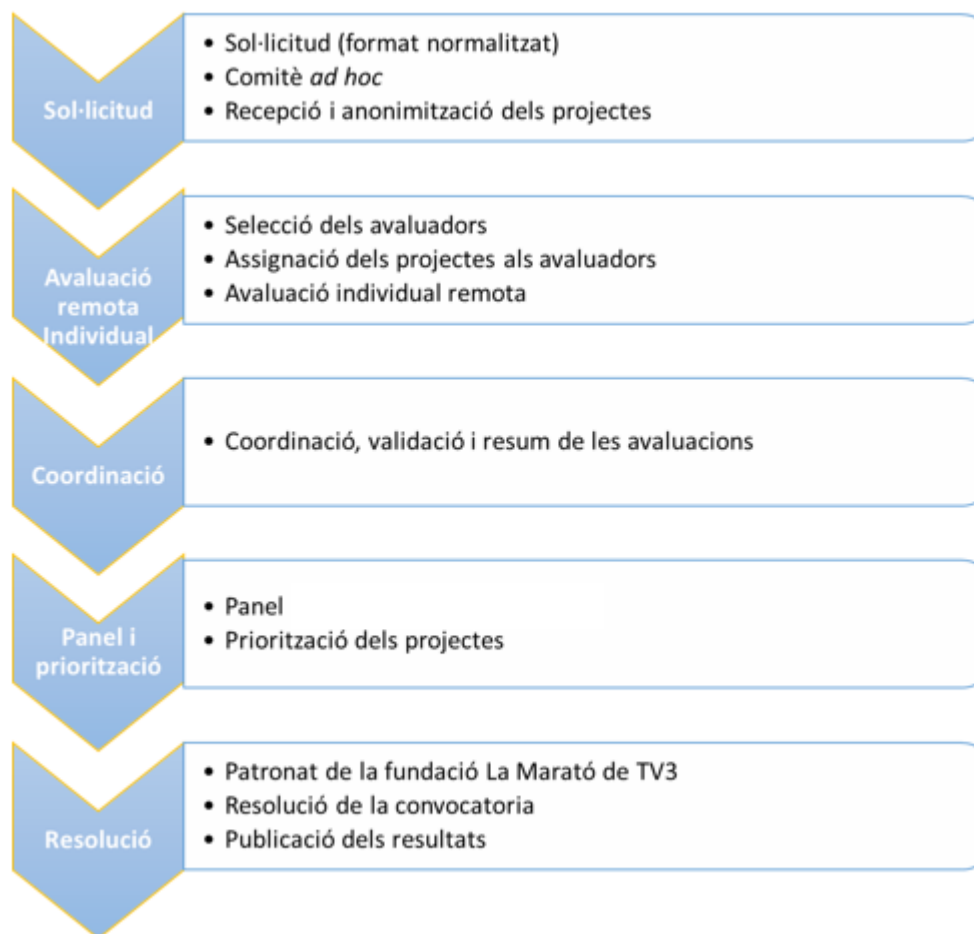 Sol·licitud
• Sol·licitud (format normalitzat)
• Comitè ad hoc
• Recepció i anonimització dels projectes
Avaluació
remota
Individual
• Selecció dels avaluadors
• Assignació dels projectes als avaluadors
• Avaluació individual remota
Coordinació
• Coordinació, validació i resum de les avaluacions
Panel i
priorització
• Panel
• Priorització dels projectes
Resolució
• Patronat de la fundació La Marató de TV3
• Resolució de la convocatoria
• Publicació dels resultats